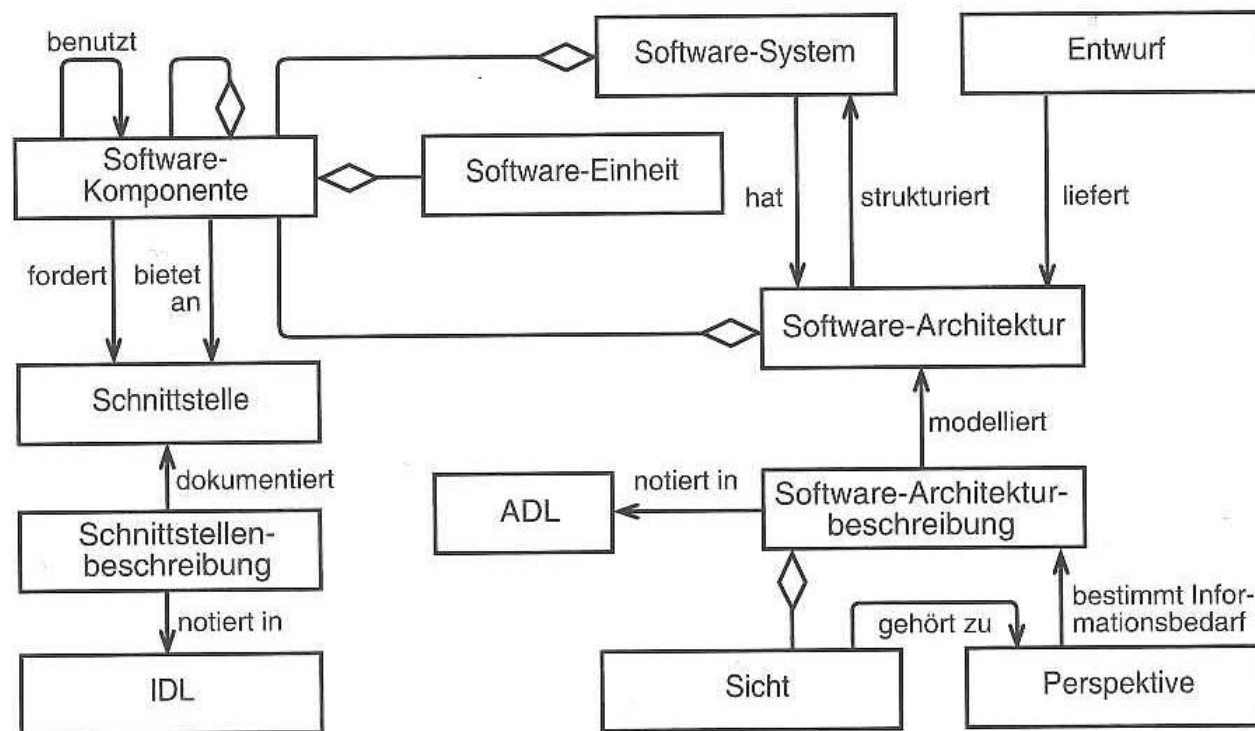 benutzt
Software-System
Entwurf
Software-
Komponente
Software-Einheit
hat
strukturiert
liefert
fordert
bietet
an
Software-Architektur
Schnittstelle
modelliert
dokumentiert
notiert in
ADL
Software-Architektur-
beschreibung
Schnittstellen-
beschreibung
notiert in
gehört zu
bestimmt Infor-
mationsbedarf
IDL
Sicht
Perspektive